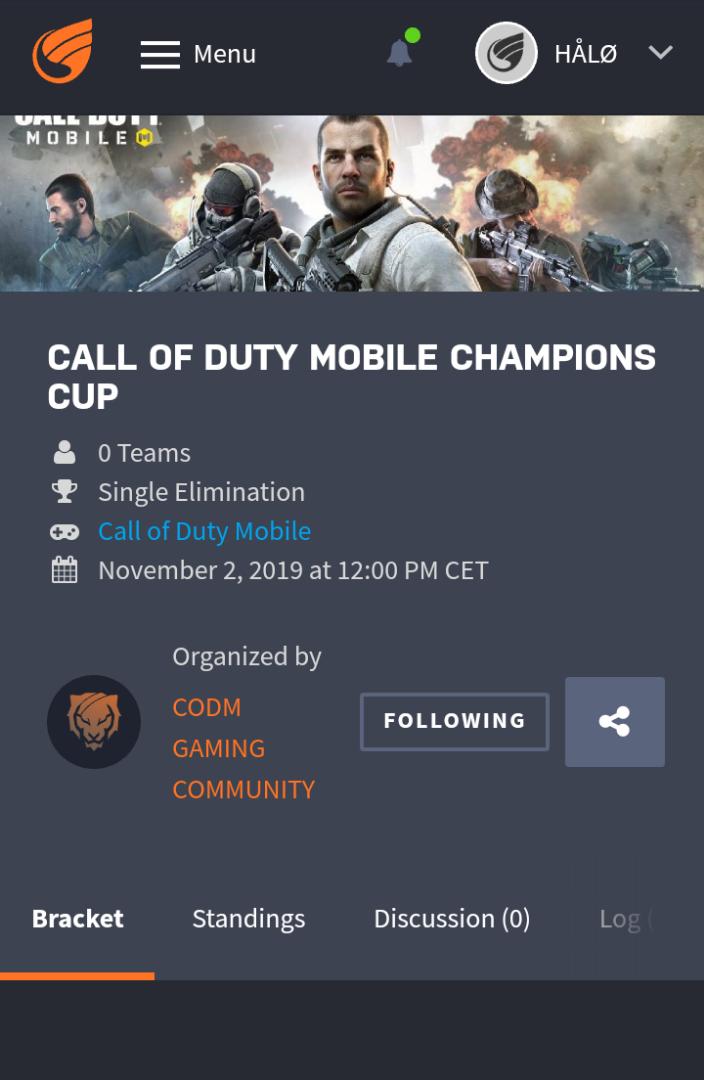 Menu
HÅLØ
CALL OF DUTY
MOBILE
CALL OF DUTY MOBILE CHAMPIONS
CUP
0 Teams
Single Elimination
Call of Duty Mobile
November 2, 2019 at 12:00 PM CET
Organized by
CODM
GAMING
COMMUNITY
FOLLOWING
Bracket
Standings
Discussion (0)
Log (